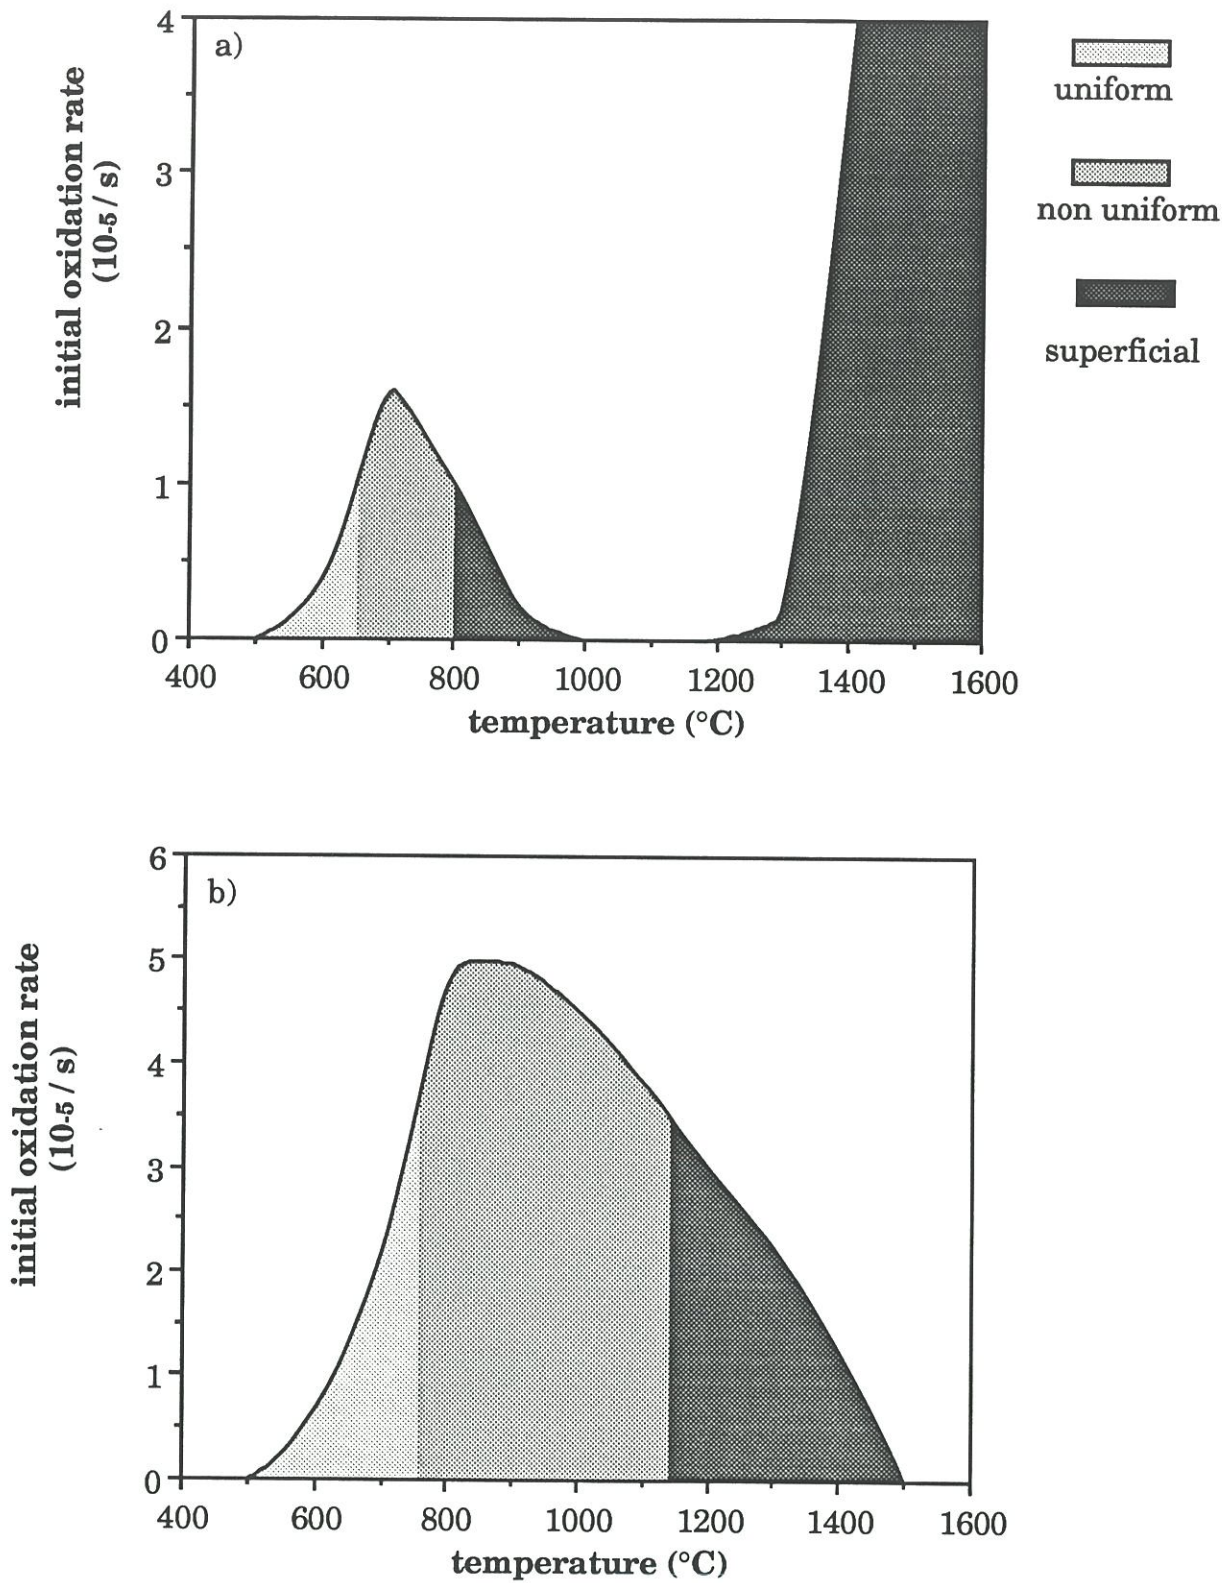 a)
initial oxidation rate
(10-5 / s)
4
3
2
1
0
400 600 800 1000 1200 1400 1600
temperature (°C)
uniform
non uniform
superficial
b)
initial oxidation rate
(10-5 / s)
6
5
4
3
2
1
0
400 600 800 1000 1200 1400 1600
temperature (°C)